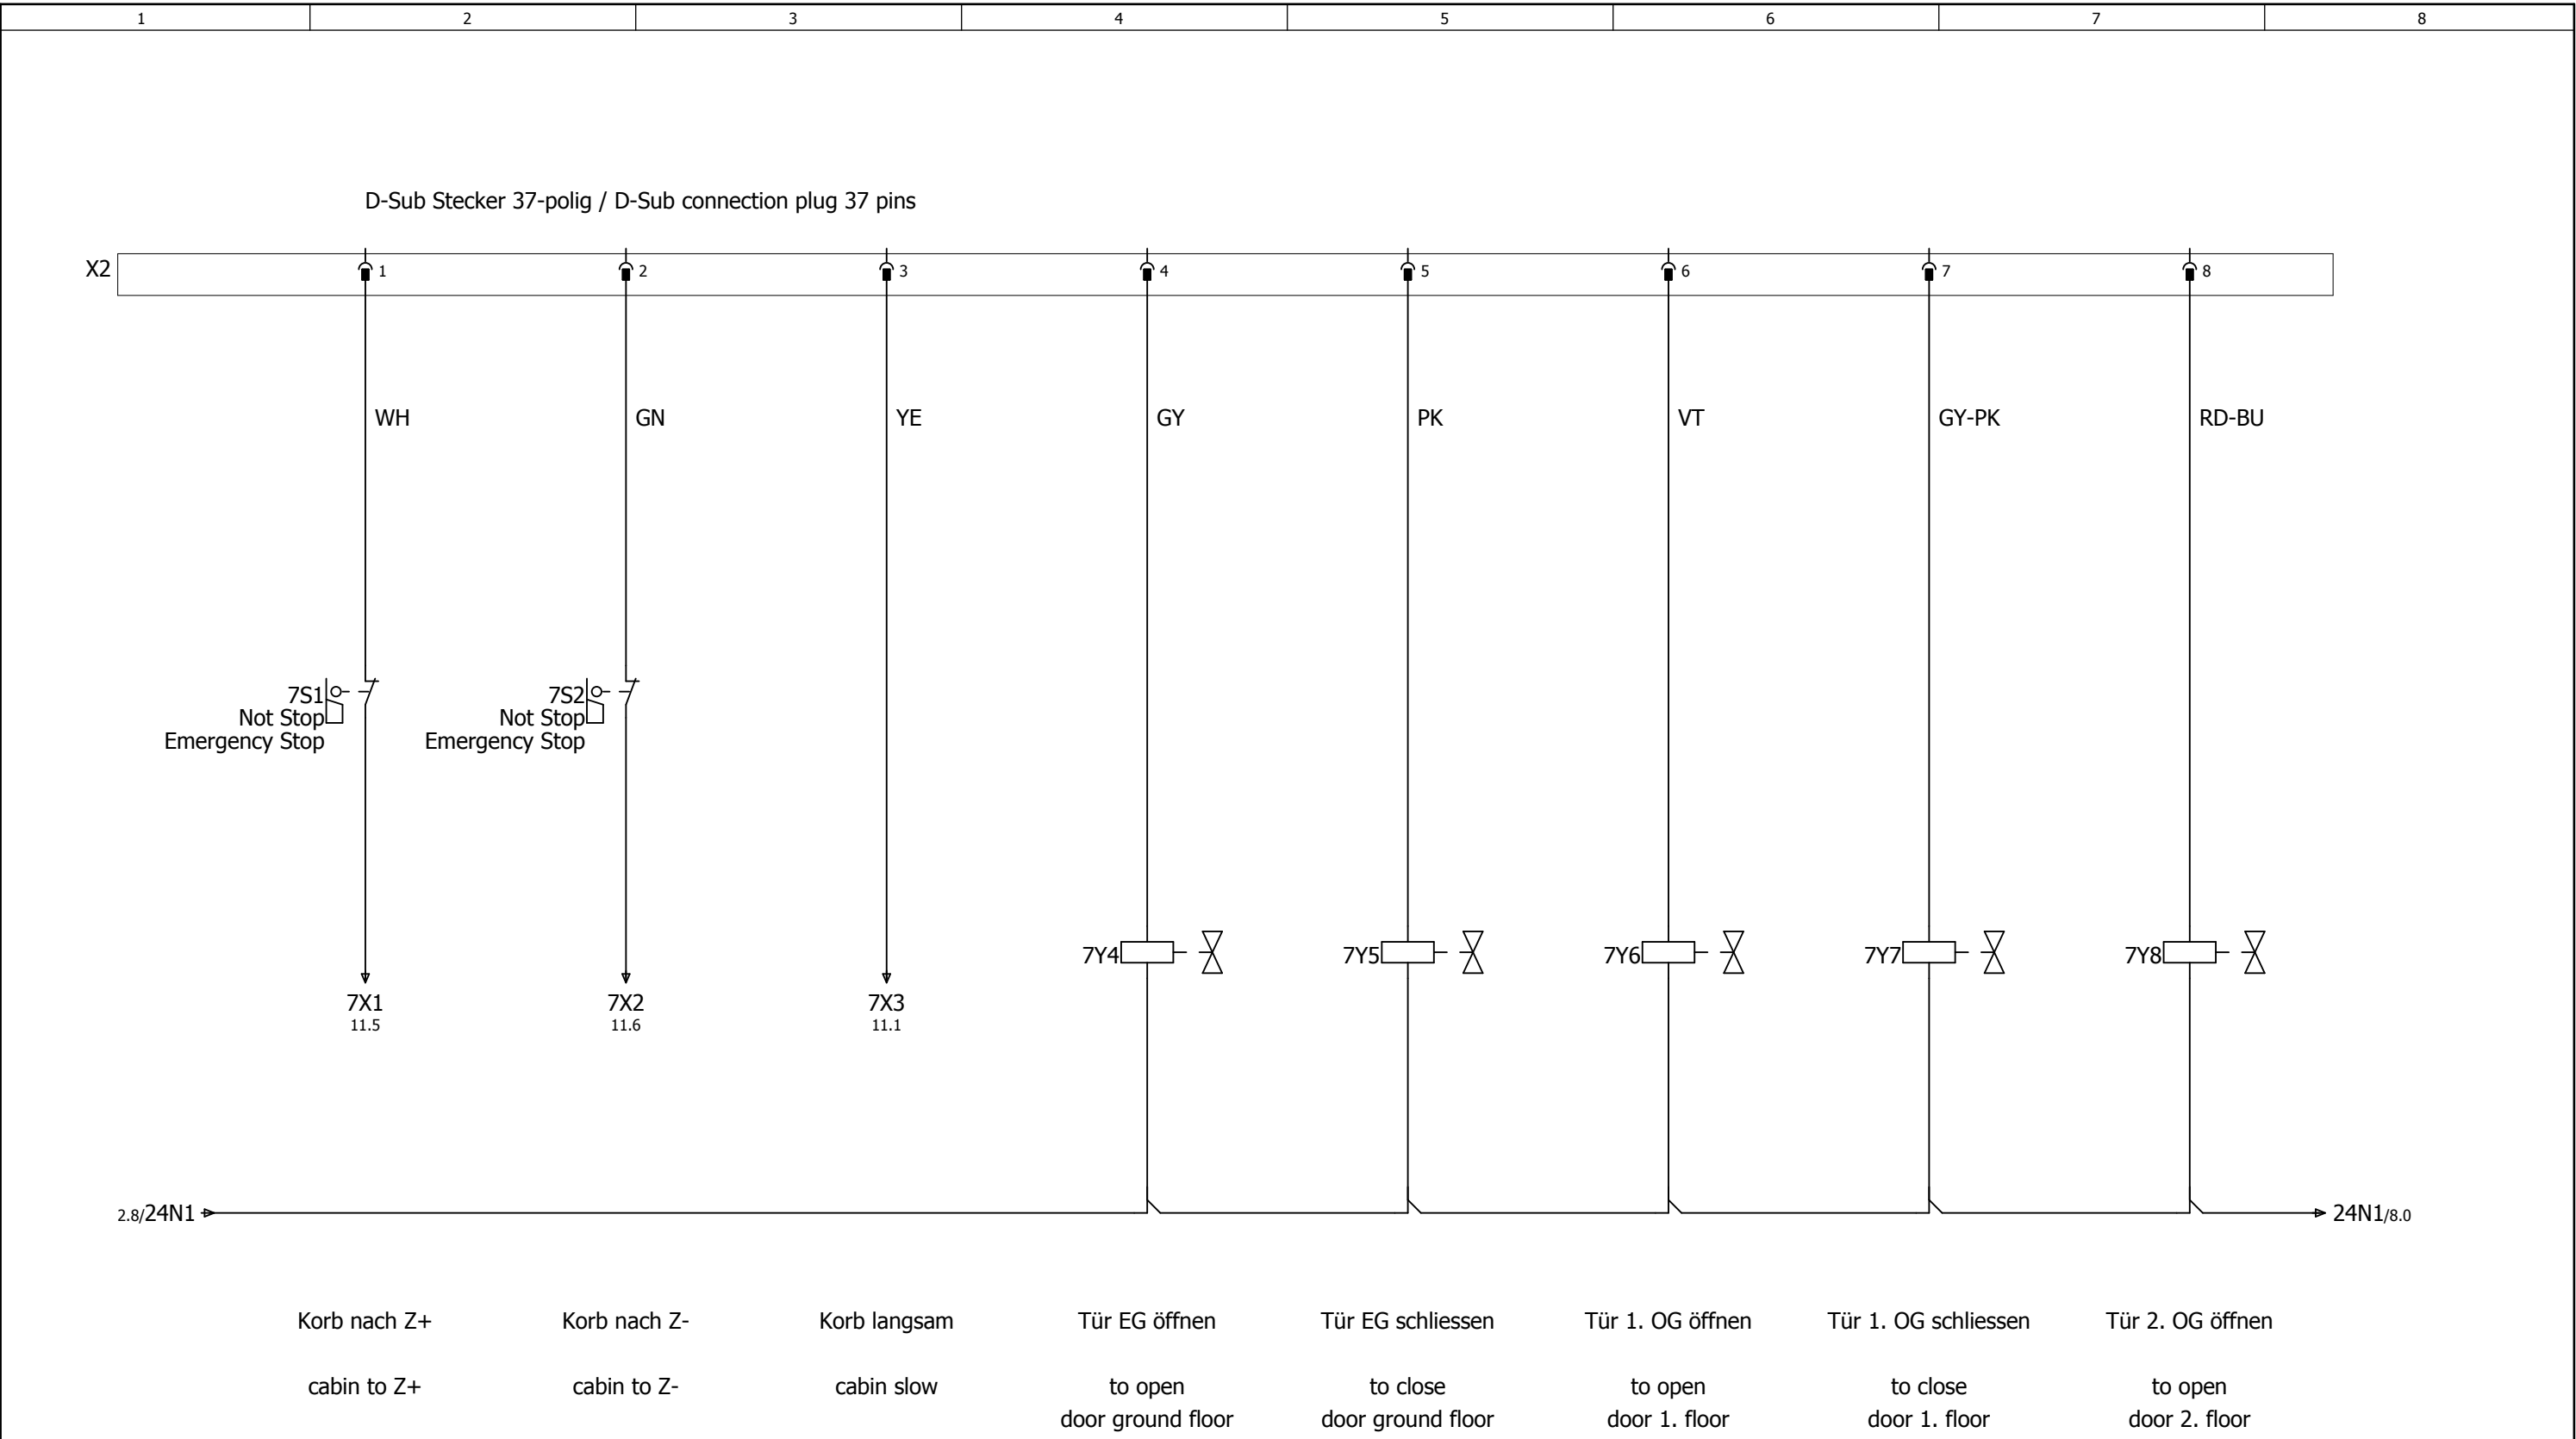 1 2 3 4 5 6 7 8
D-Sub Stecker 37-polig / D-Sub connection plug 37 pins
X2 1 2 3 4 5 6 7 8
WH GN YE GY PK VT GY-PK RD-BU
7S1
Not Stop
Emergency Stop
7S2
Not Stop
Emergency Stop
7Y4 7Y5 7Y6 7Y7 7Y8
7X1 7X2 7X3
11.5 11.6 11.1
2.8/24N1 24N1/8.0
Korb nach Z+ Korb nach Z- Korb langsam Tür EG öffnen Tür EG schliessen Tür 1. OG öffnen Tür 1. OG schliessen Tür 2. OG öffnen
cabin to Z+ cabin to Z- cabin slow to open to close to open to close to open
door ground floor door ground floor door 1. floor door 1. floor door 2. floor